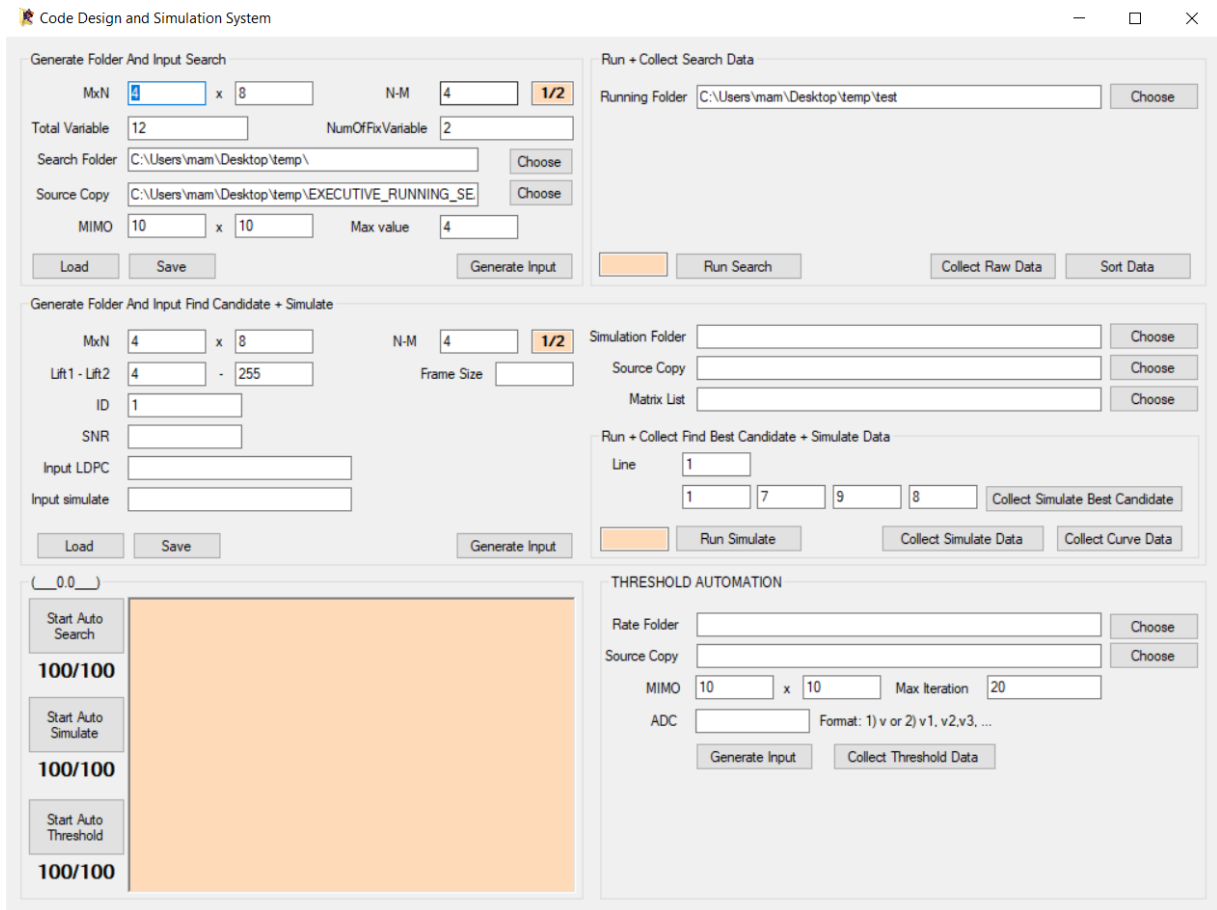 Code Design and Simulation System
Generate Folder And Input Search
MxN 4 x 8 N-M 4 1/2
Total Variable 12 NumOfFixVariable 2
Search Folder C:\Users\mam\Desktop\temp\ Choose
Source Copy C:\Users\mam\Desktop\temp\EXECUTIVE_RUNNING_SE Choose
MIMO 10 x 10 Max value 4
Load Save Generate Input
Run + Collect Search Data
Running Folder C:\Users\mam\Desktop\temp\test Choose
Run Search Collect Raw Data Sort Data
Generate Folder And Input Find Candidate + Simulate
MxN 4 x 8 N-M 4 1/2
Lift1 - Lift2 4 - 255 Frame Size
ID 1
SNR
Input LDPC
Input simulate
Load Save Generate Input
Simulation Folder Choose
Source Copy Choose
Matrix List Choose
Run + Collect Find Best Candidate + Simulate Data
Line 1
1 7 9 8 Collect Simulate Best Candidate
Run Simulate Collect Simulate Data Collect Curve Data
(___0.0___)
Start Auto
Search
100/100
Start Auto
Simulate
100/100
Start Auto
Threshold
100/100
THRESHOLD AUTOMATION
Rate Folder Choose
Source Copy Choose
MIMO 10 x 10 Max Iteration 20
ADC Format: 1) v or 2) v1, v2,v3, ...
Generate Input Collect Threshold Data